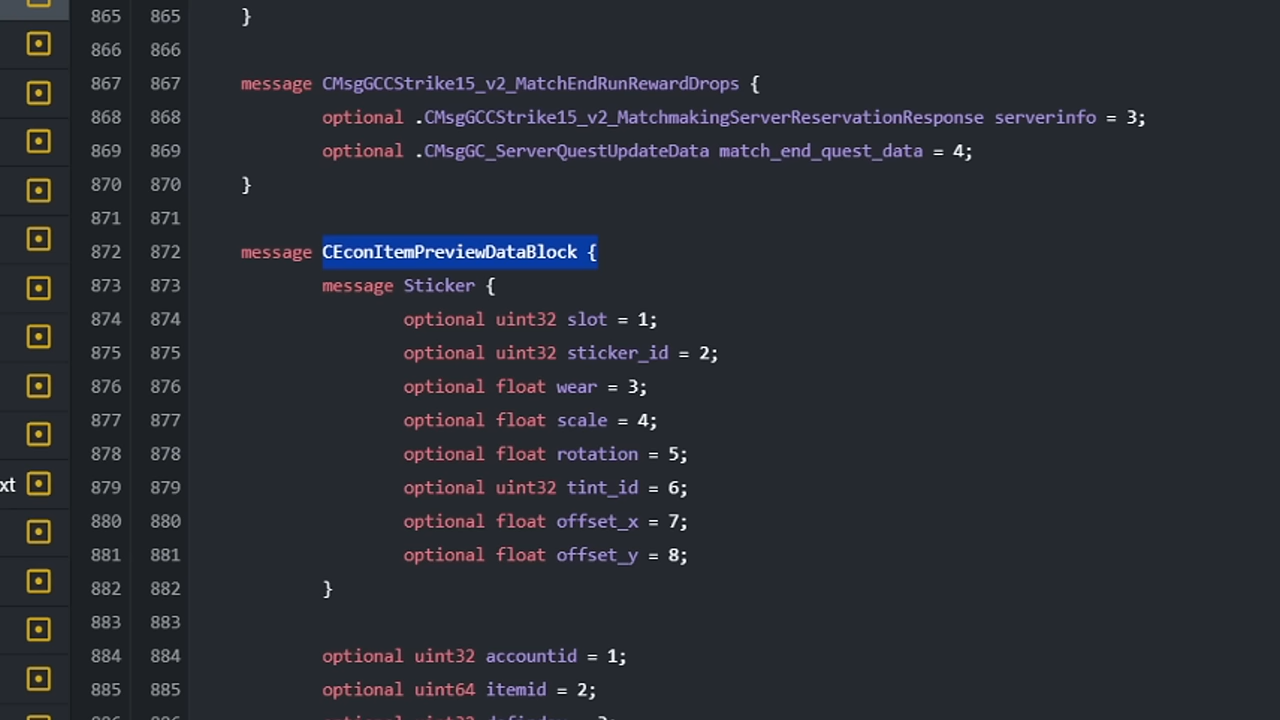 865 865 }
866 866
867 867 message CMsgGCCStrike15_v2_MatchEndRunRewardDrops {
868 868 optional .CMsgGCCStrike15_v2_MatchmakingServerReservationResponse serverinfo = 3;
869 869 optional .CMsgGC_ServerQuestUpdateData match_end_quest_data = 4;
870 870 }
871 871
872 872 message CEconItemPreviewDataBlock {
873 873 message Sticker {
874 874 optional uint32 slot = 1;
875 875 optional uint32 sticker_id = 2;
876 876 optional float wear = 3;
877 877 optional float scale = 4;
878 878 optional float rotation = 5;
xt 879 879 optional uint32 tint_id = 6;
880 880 optional float offset_x = 7;
881 881 optional float offset_y = 8;
882 882 }
883 883
884 884 optional uint32 accountid = 1;
885 885 optional uint64 itemid = 2;